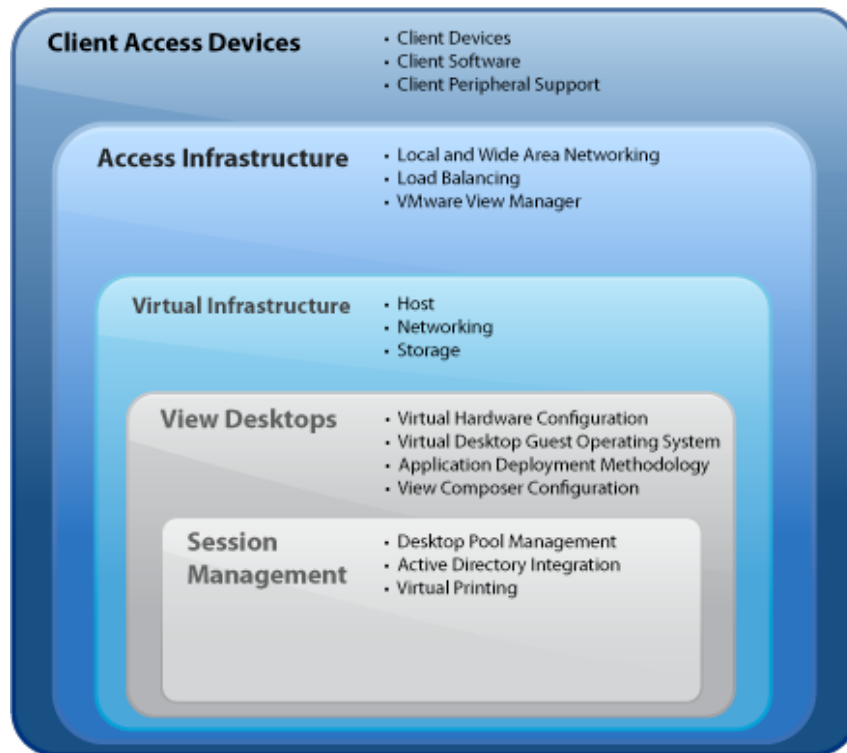 Client Access Devices
• Client Devices
• Client Software
• Client Peripheral Support
Access Infrastructure
• Local and Wide Area Networking
• Load Balancing
• VMware View Manager
Virtual Infrastructure
• Host
• Networking
• Storage
View Desktops
• Virtual Hardware Configuration
• Virtual Desktop Guest Operating System
• Application Deployment Methodology
• View Composer Configuration
Session
Management
• Desktop Pool Management
• Active Directory Integration
• Virtual Printing